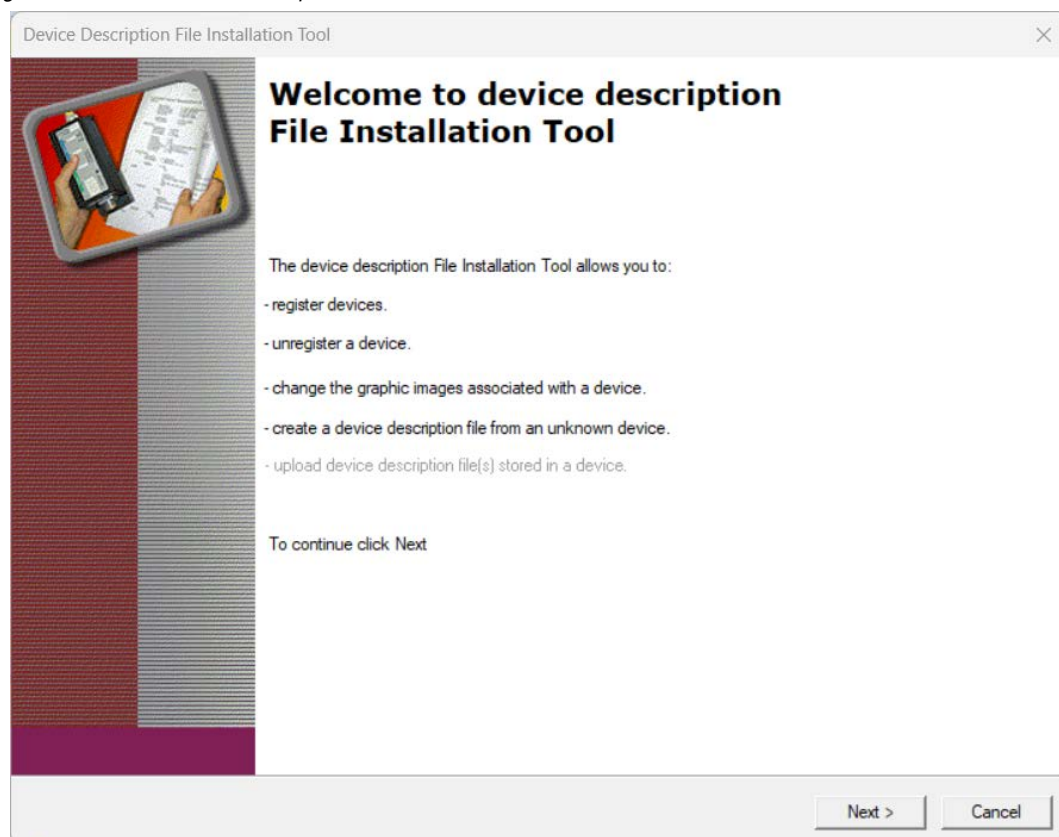 Device Description File Installation Tool
Welcome to device description
File Installation Tool
The device description File Installation Tool allows you to:
- register devices.
- unregister a device.
- change the graphic images associated with a device.
- create a device description file from an unknown device.
- upload device description file(s) stored in a device.
To continue click Next
Next >
Cancel